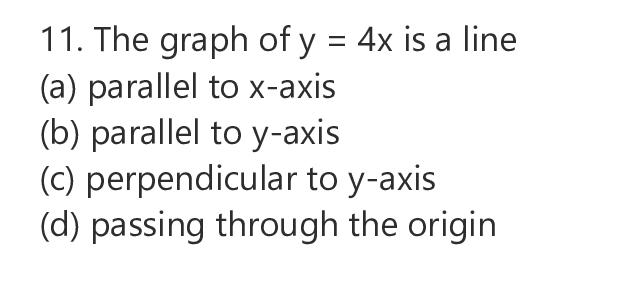 11. The graph of y = 4x is a line
(a) parallel to x-axis
(b) parallel to y-axis
(c) perpendicular to y-axis
(d) passing through the origin